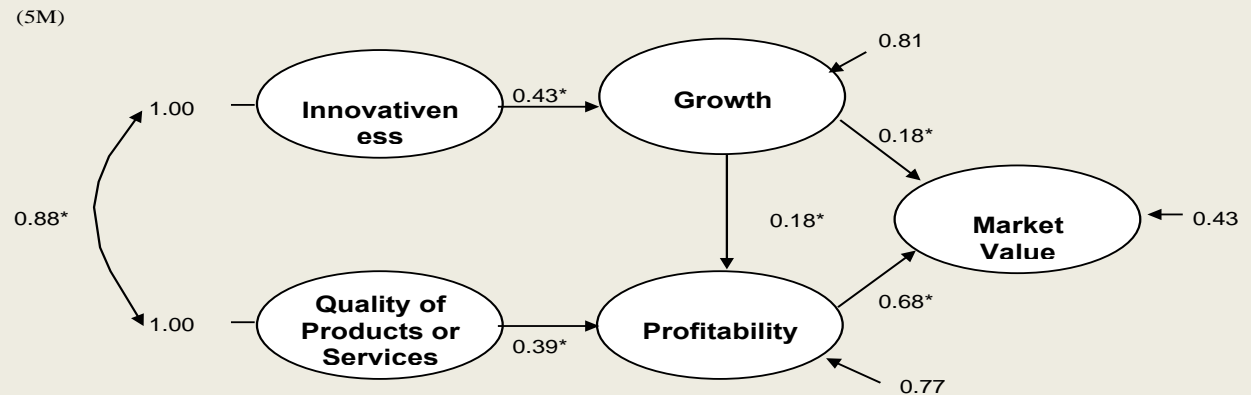 (5M)
0.81
1.00
Innovativen
ess
0.43*
Growth
0.18*
0.88*
0.18*
Market
Value
0.43
1.00
Quality of
Products or
Services
0.39*
Profitability
0.68*
0.77